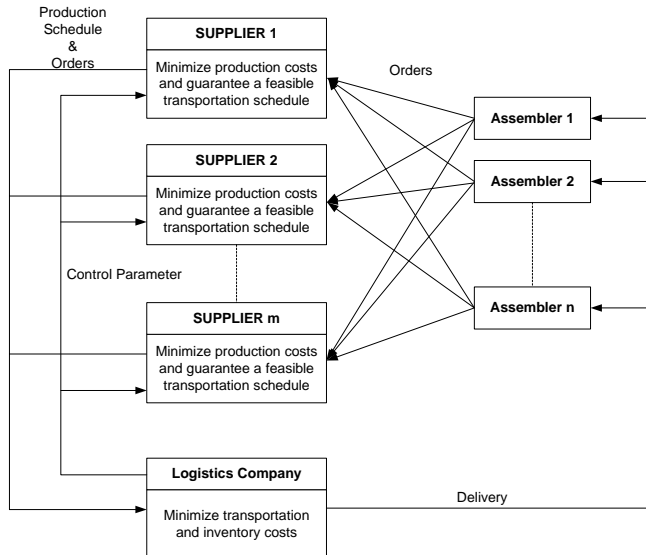 Production
Schedule
&
Orders
SUPPLIER 1
Minimize production costs
and guarantee a feasible
transportation schedule
Orders
Assembler 1
SUPPLIER 2
Minimize production costs
and guarantee a feasible
transportation schedule
Assembler 2
Control Parameter
SUPPLIER m
Minimize production costs
and guarantee a feasible
transportation schedule
Assembler n
Logistics Company
Minimize transportation
and inventory costs
Delivery